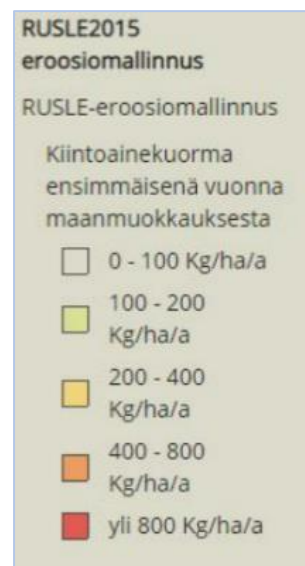 RUSLE2015
eroosiomallinnus
RUSLE-eroosiomallinnus
Kiintoainekuorma
ensimmäisenä vuonna
maanmuokkauksesta
0 - 100 Kg/ha/a
100 - 200
Kg/ha/a
200 - 400
Kg/ha/a
400 - 800
Kg/ha/a
yli 800 Kg/ha/a